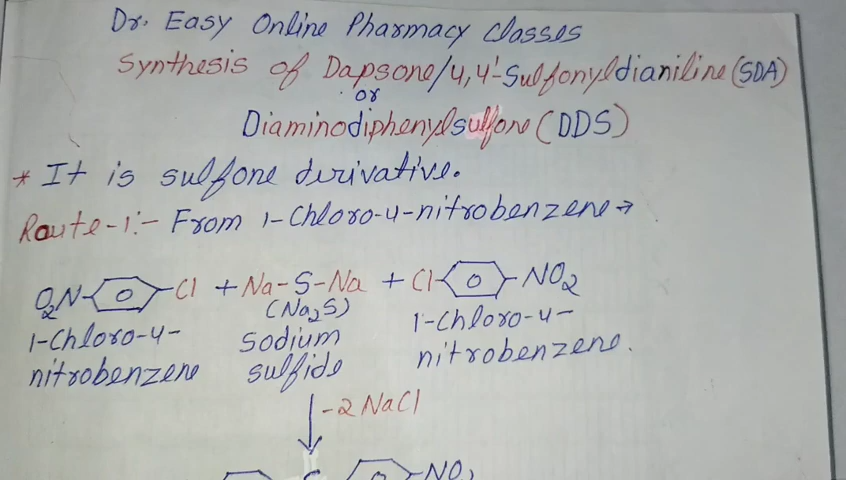 Dr. Easy Online Pharmacy Classes
Synthesis of Dapsone/4,4'-Sulfonyldianiline (SDA)
or
Diaminodiphenylsulfone (DDS)
* It is sulfone derivative.
Route-1:- From 1-Chloro-4-nitrobenzene→
O2N Cl + Na-S-Na + Cl NO2
(Na2S)
1-Chloro-4-nitrobenzene sodium sulfide 1-Chloro-4-nitrobenzene.
-2 NaCl
S NO2